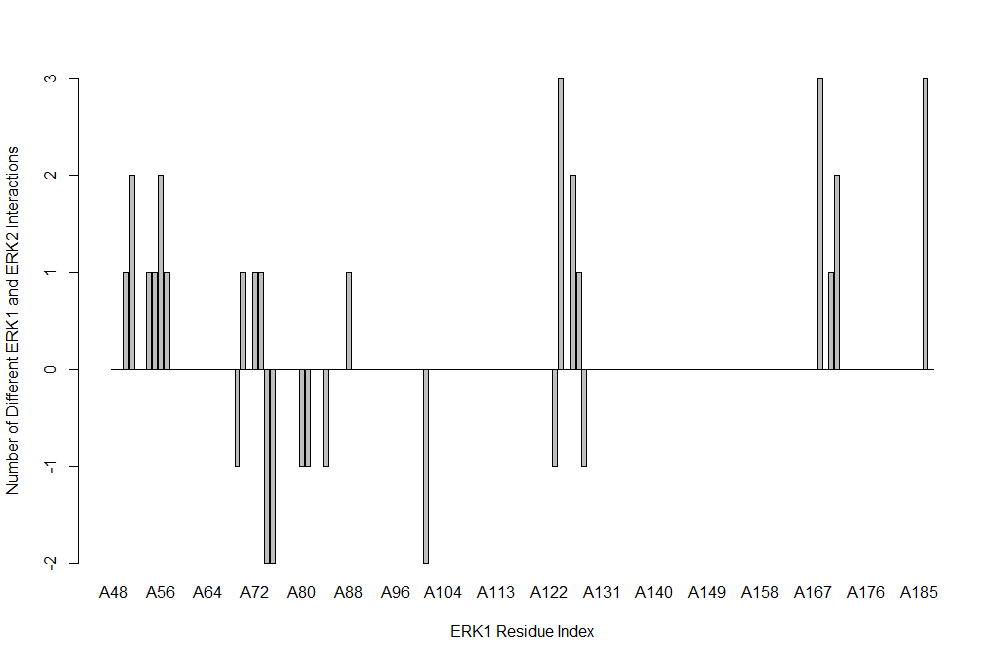 Number of Different ERK1 and ERK2 Interactions
3
2
1
0
-1
-2
A48 A56 A64 A72 A80 A88 A96 A104 A113 A122 A131 A140 A149 A158 A167 A176 A185
ERK1 Residue Index